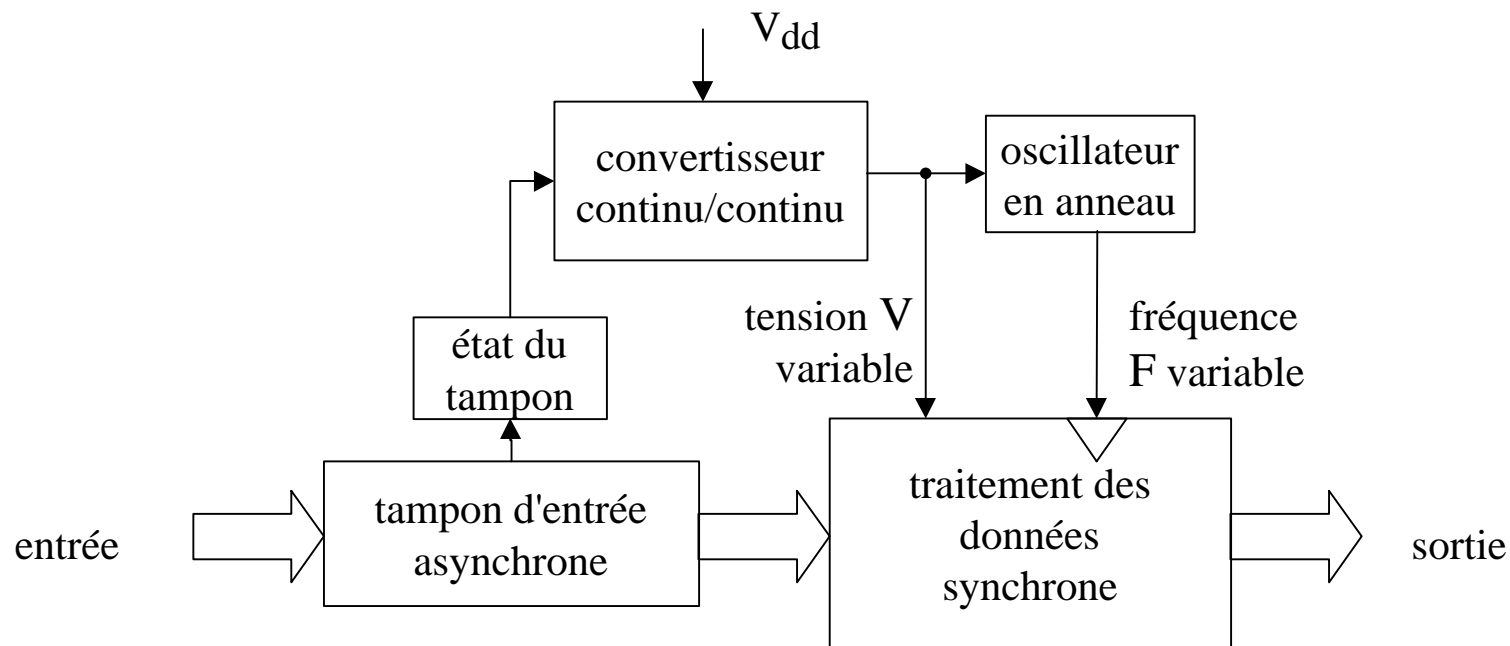 Vdd
convertisseur
continu/continu
oscillateur
en anneau
tension V
variable
fréquence
F variable
état du
tampon
entrée
tampon d'entrée
asynchrone
traitement des
données
synchrone
sortie